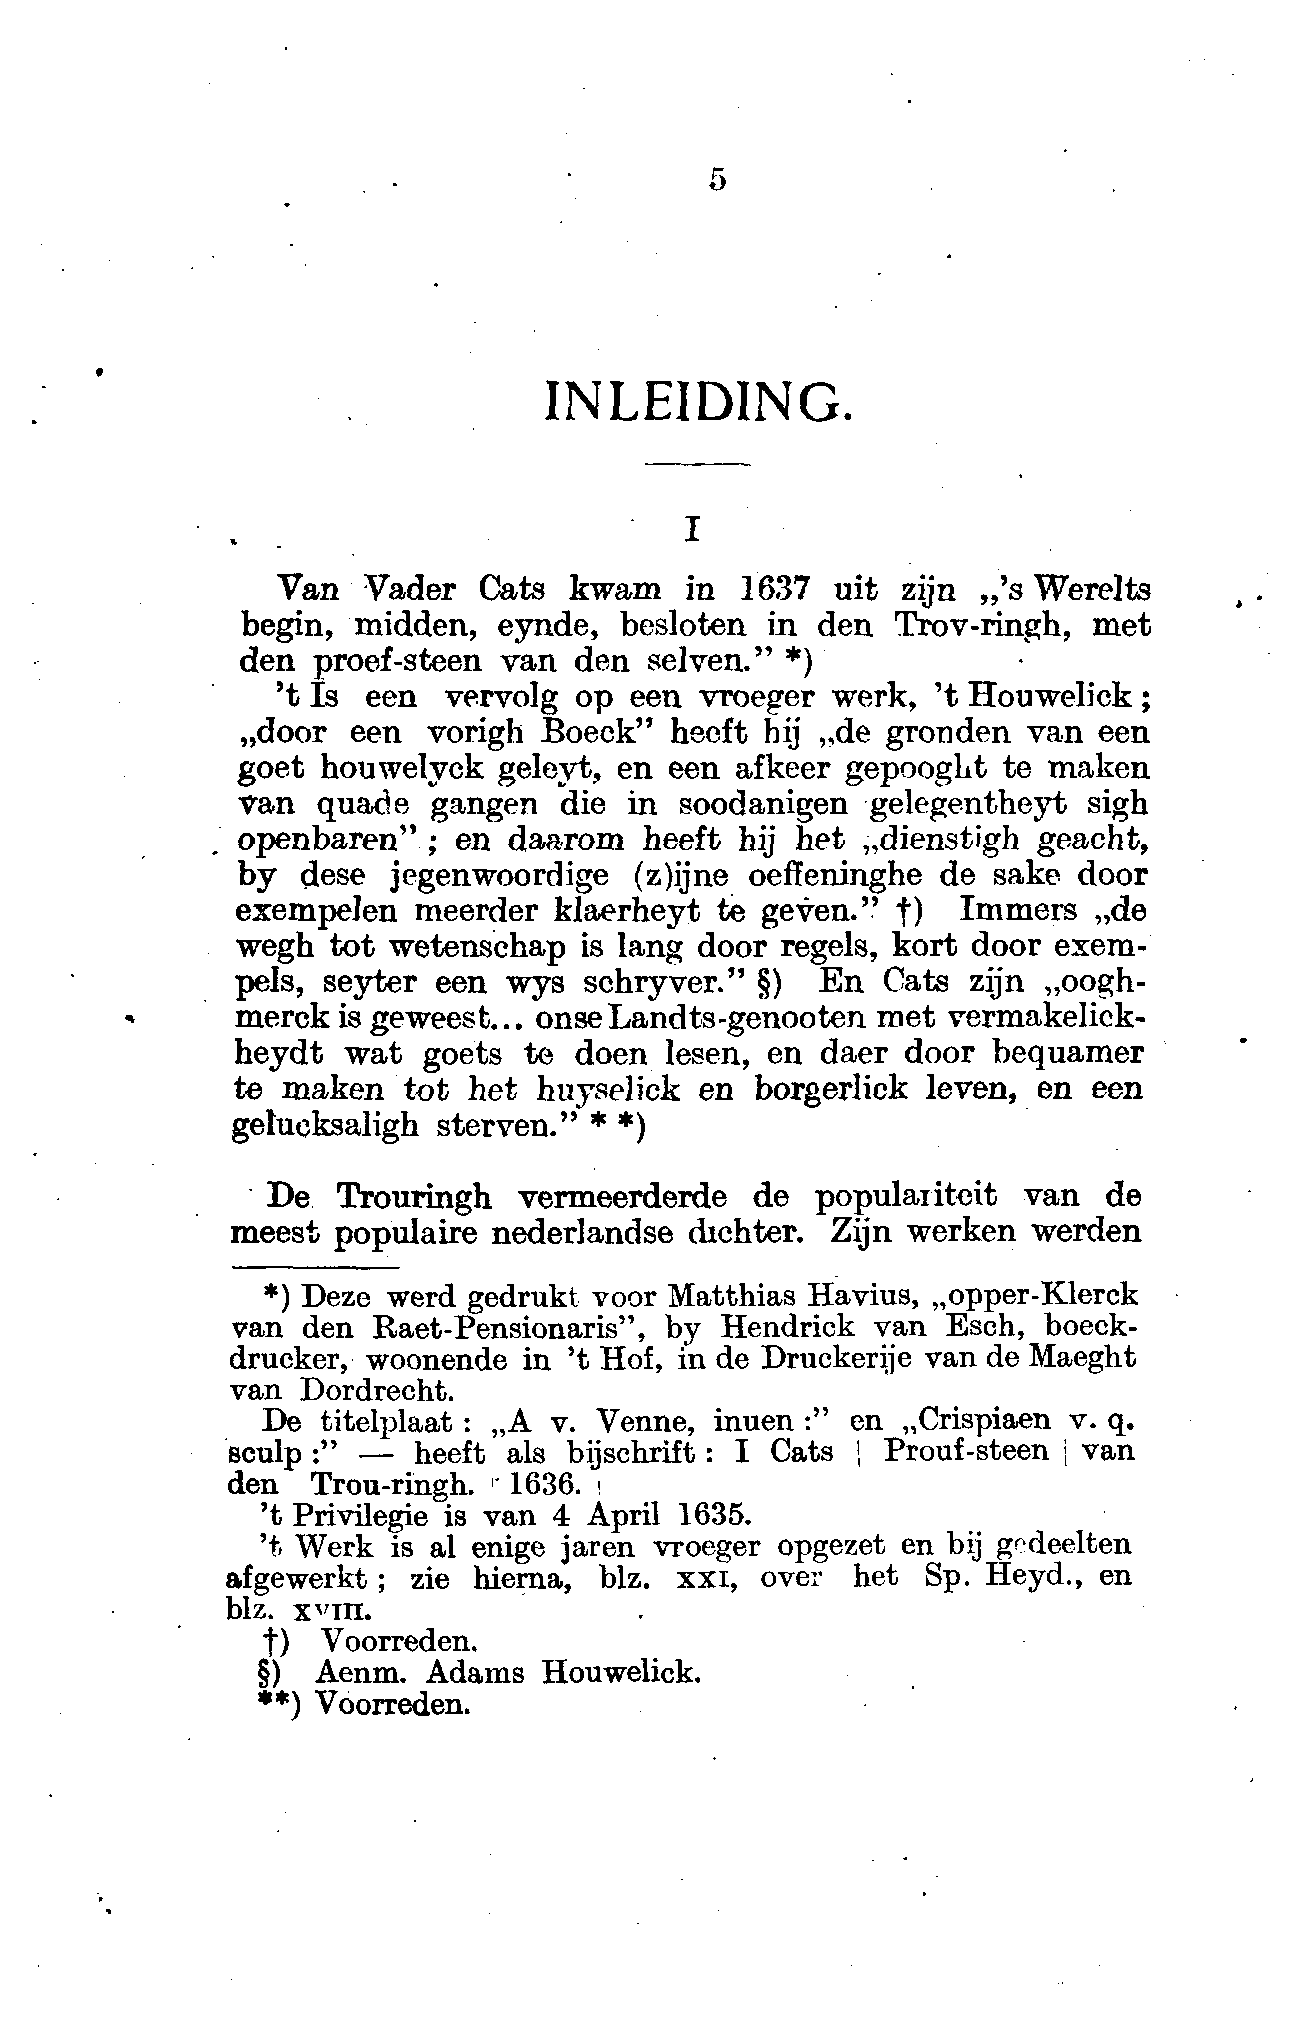 5
INLEIDING.
I
Van Vader Cats kwam in 1637 uit zijn „’s Werelts
begin, midden, eynde, besloten in den Trov-ringh, met
den proef-steen van den selven.” *)
’t Is een vervolg op een vroeger werk, ’t Houwelick;
„door een vorigh Boeck” heeft hij „de gronden van een
goet houwelyck geleyt, en een afkeer gepooght te maken
van quade gangen die in soodanigen gelegentheyt sigh
openbaren” ; en daarom heeft hij het „dienstigh geacht,
by dese jegenwoordige (z)ijne oeffeninghe de sake door
exempelen meerder klaerheyt te geven.” †) Immers „de
wegh tot wetenschap is lang door regels, kort door exem-
pels, seyter een wys schryver.” §) En Cats zijn „oogh-
merck is geweest... onse Landts-genooten met vermakelick-
heydt wat goets te doen lesen, en daer door bequamer
te maken tot het huyselick en borgerlick leven, en een
gelucksaligh sterven.” * *)
De Trouringh vermeerderde de populariteit van de
meest populaire nederlandse dichter. Zijn werken werden
*) Deze werd gedrukt voor Matthias Havius, „opper-Klerck
van den Raet-Pensionaris”, by Hendrick van Esch, boeck-
drucker, woonende in ’t Hof, in de Druckerije van de Maeght
van Dordrecht.
De titelplaat : „A v. Venne, inuen :” en „Crispiaen v. q.
sculp :” — heeft als bijschrift : I Cats | Prouf-steen | van
den Trou-ringh. | 1636. |
’t Privilegie is van 4 April 1635.
’t Werk is al enige jaren vroeger opgezet en bij gedeelten
afgewerkt ; zie hierna, blz. XXI, over het Sp. Heyd., en
blz. XVIII.
†) Voorreden.
§) Aenm. Adams Houwelick.
**) Voorreden.